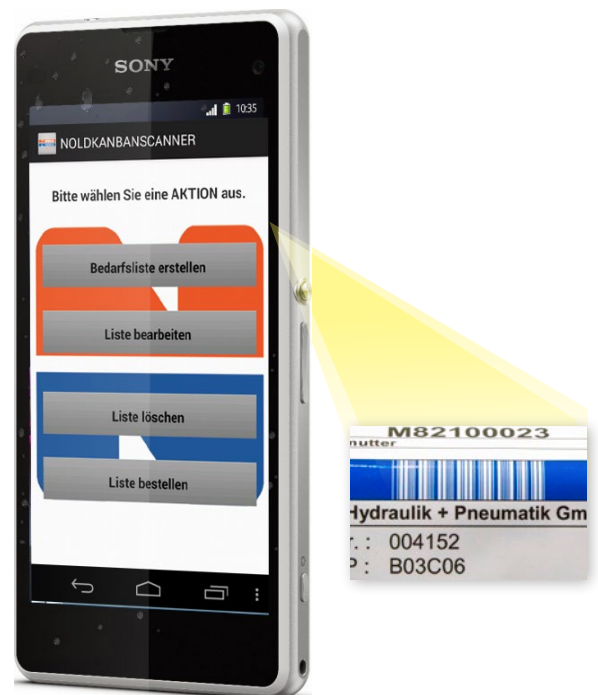 SONY
10:35
NOLDKANBANSCANNER
Bitte wählen Sie eine AKTION aus.
Bedarfsliste erstellen
Liste bearbeiten
Liste löschen
Liste bestellen
M82100023
mutter
Hydraulik + Pneumatik Gm
r. : 004152
P : B03C06